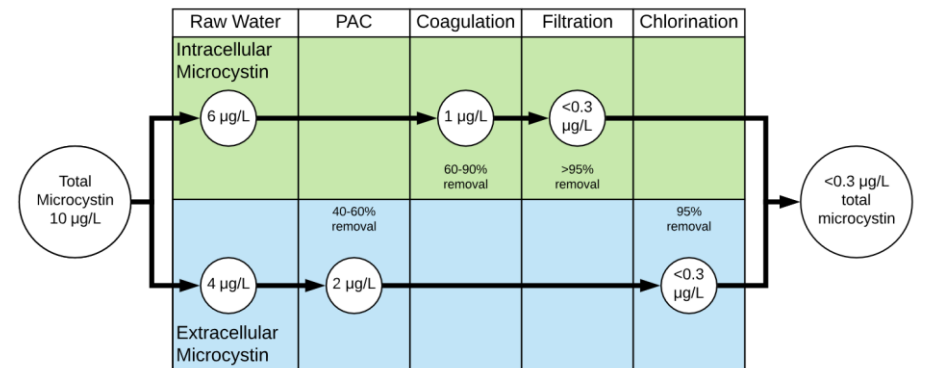 Raw Water PAC Coagulation Filtration Chlorination
Intracellular
Microcystin
6 µg/L
1 µg/L
<0.3
µg/L
60-90%
removal
>95%
removal
Total
Microcystin
10 µg/L
<0.3 µg/L
total
microcystin
40-60%
removal
95%
removal
4 µg/L
2 µg/L
<0.3
µg/L
Extracellular
Microcystin